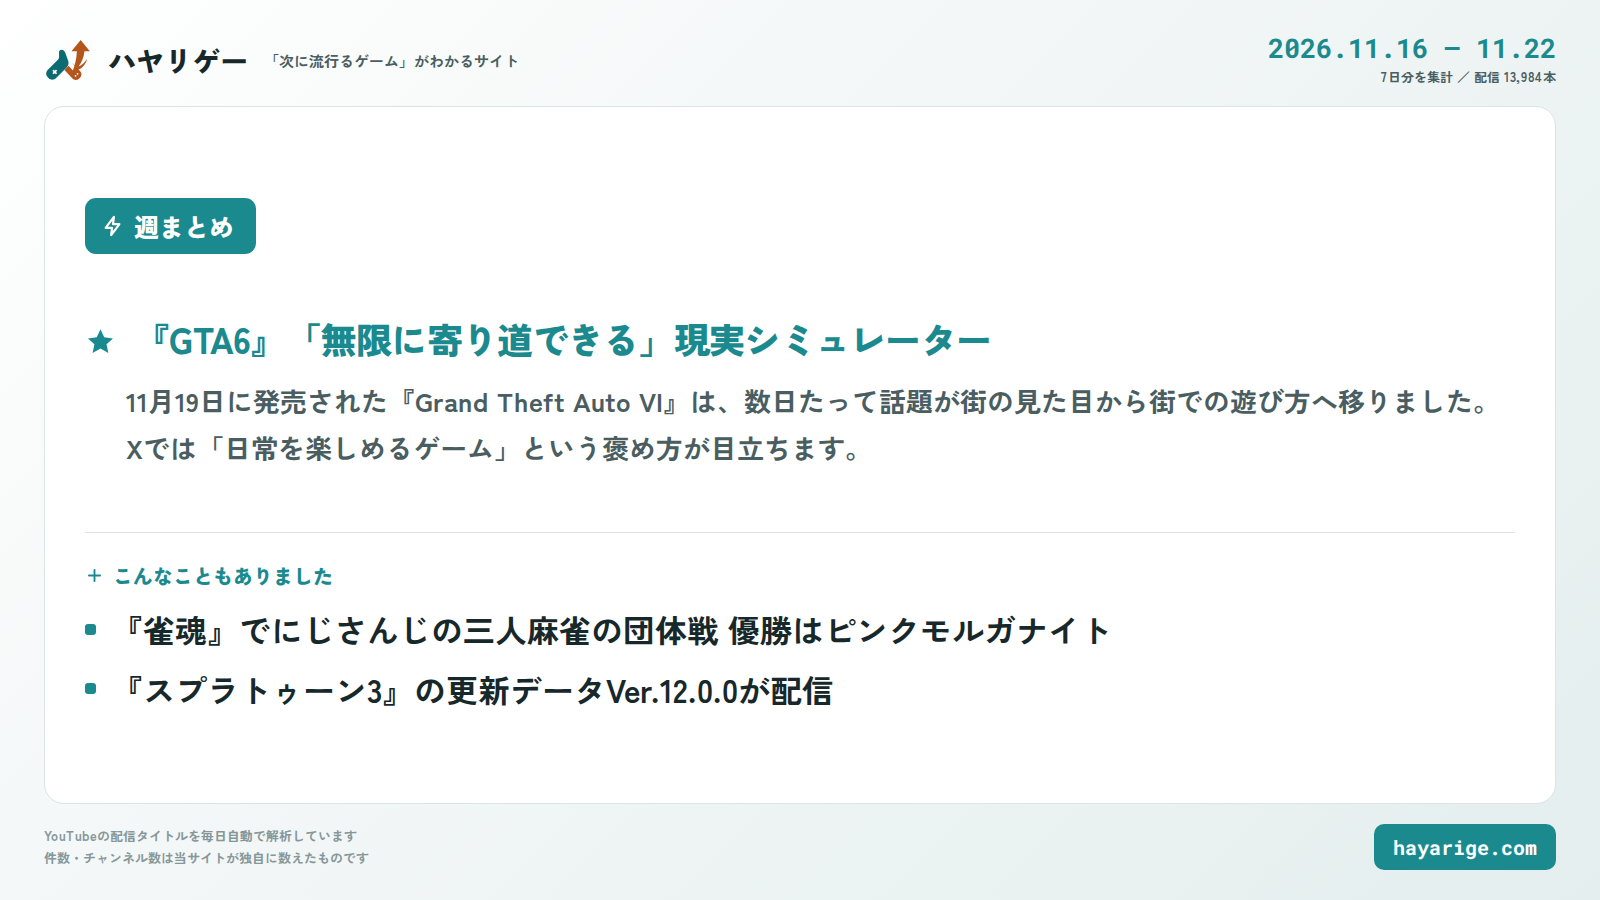 ハヤリゲー 「次に流行るゲーム」がわかるサイト
2026.11.16 – 11.22
7日分を集計 ／ 配信 13,984本
週まとめ
『GTA6』「無限に寄り道できる」現実シミュレーター
11月19日に発売された『Grand Theft Auto VI』は、数日たって話題が街の見た目から街での遊び方へ移りました。
Xでは「日常を楽しめるゲーム」という褒め方が目立ちます。
こんなこともありました
『雀魂』でにじさんじの三人麻雀の団体戦 優勝はピンクモルガナイト
『スプラトゥーン3』の更新データVer.12.0.0が配信
YouTubeの配信タイトルを毎日自動で解析しています
件数・チャンネル数は当サイトが独自に数えたものです
hayarige.com